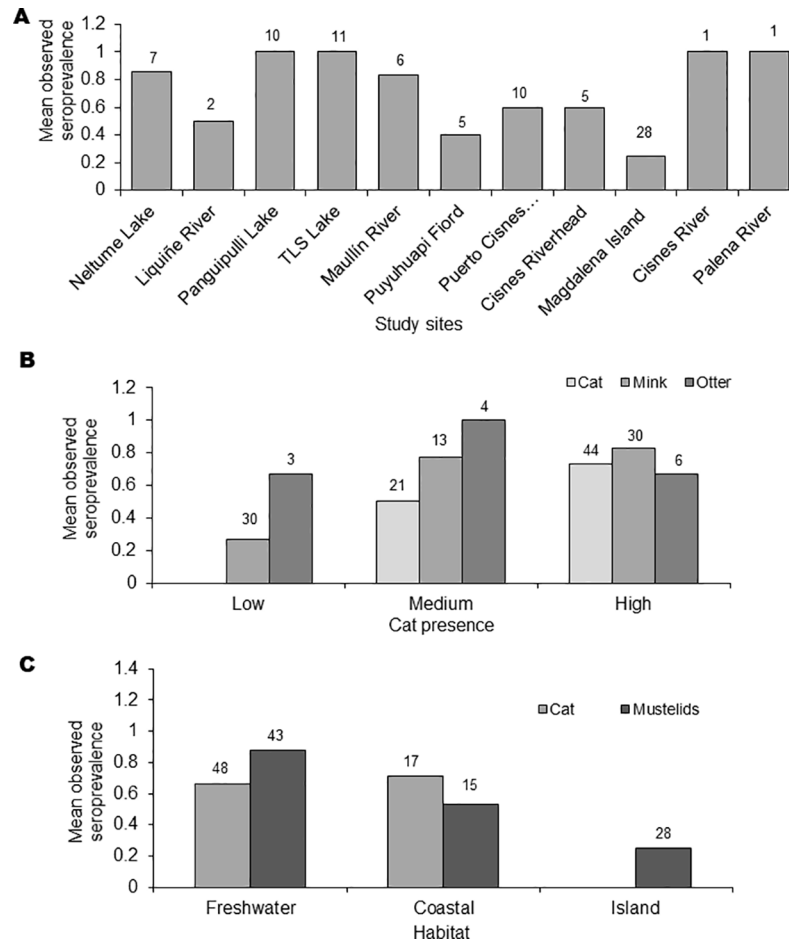 A
Mean observed
seroprevalence
1.2
1
0.8
0.6
0.4
0.2
0
7
2
10
11
6
5
10
5
28
1
1
Neltume Lake
Liquiñe River
Panguipulli Lake
TLS Lake
Maullín River
Puyuhuapi Fiord
Puerto Cisnes…
Cisnes Riverhead
Magdalena Island
Cisnes River
Palena River
Study sites
B
Mean observed
seroprevalence
1.2
1
0.8
0.6
0.4
0.2
0
Cat Mink Otter
30
3
21
13
4
44
30
6
Low Medium High
Cat presence
C
Mean observed
seroprevalence
1.4
1.2
1
0.8
0.6
0.4
0.2
0
Cat Mustelids
48
43
17
15
28
Freshwater Coastal Island
Habitat